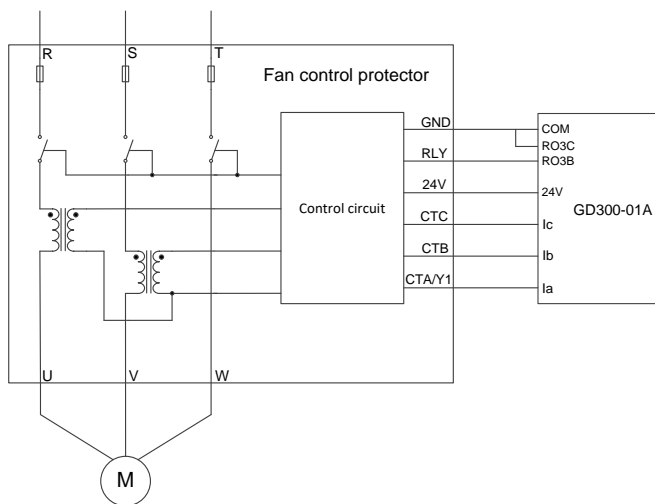 R S T
Fan control protector
Control circuit
GND
RLY
24V
CTC
CTB
CTA/Y1
COM
RO3C
RO3B
24V
Ic
Ib
Ia
GD300-01A
U V W
M